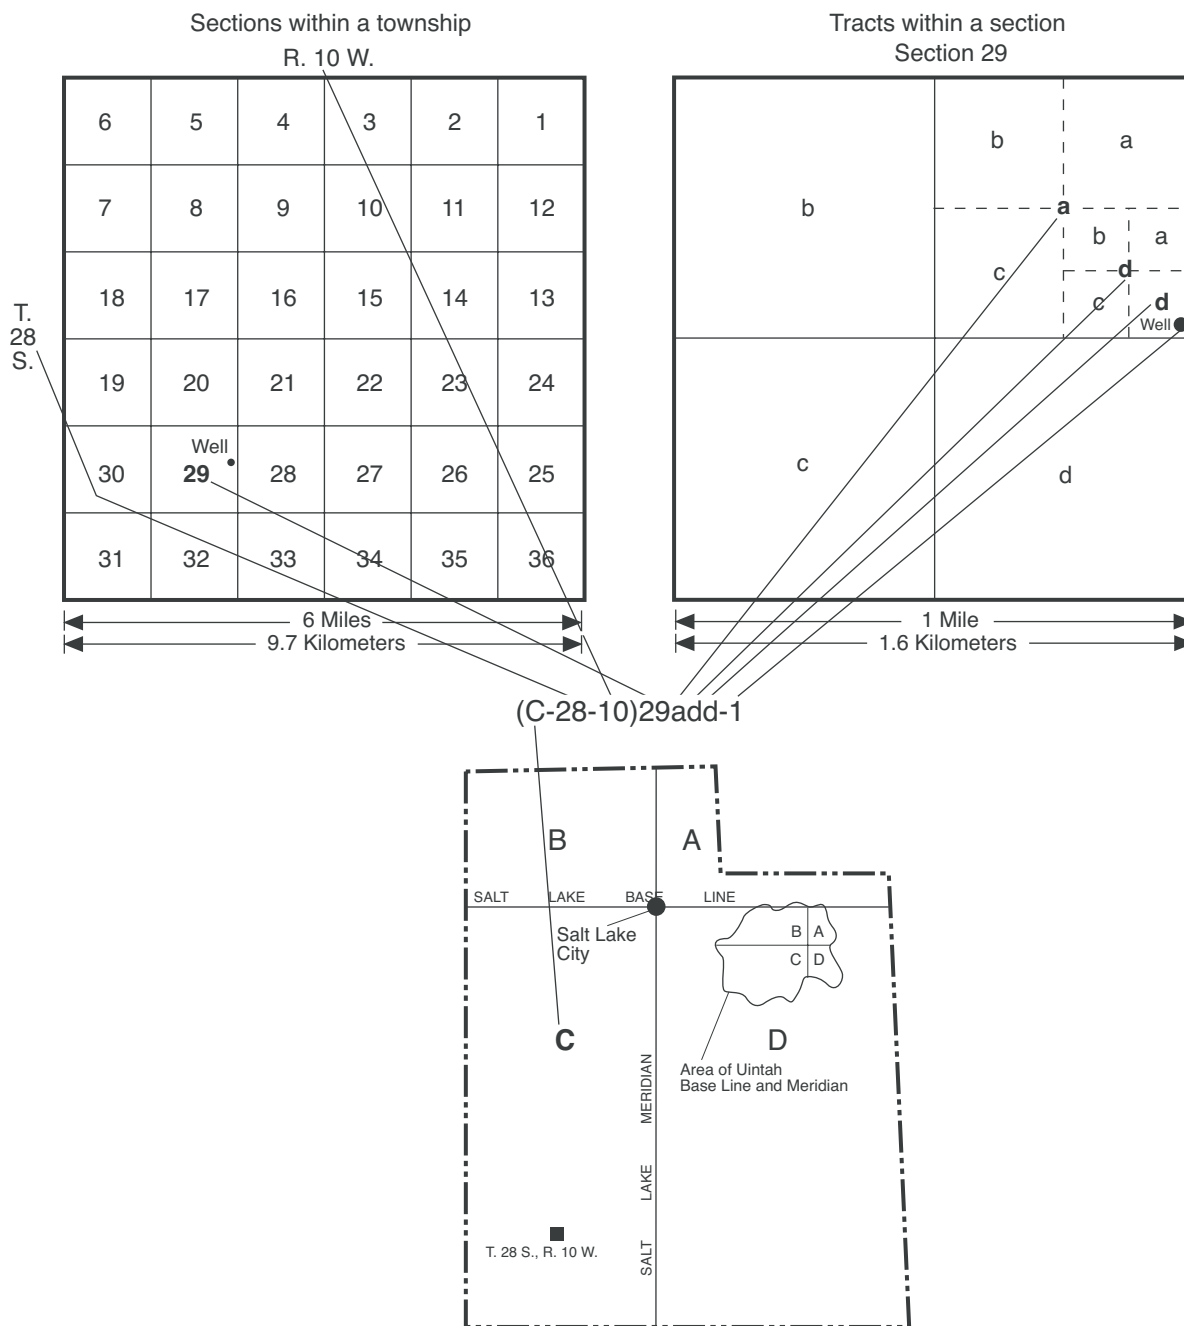 Sections within a township
R. 10 W.
6 5 4 3 2 1
7 8 9 10 11 12
18 17 16 15 14 13
T.
28
S.
19 20 21 22 23 24
Well
30 29 28 27 26 25
31 32 33 34 35 36
6 Miles
9.7 Kilometers
Tracts within a section
Section 29
b a
b a
b a
c d
c d
Well
c d
1 Mile
1.6 Kilometers
(C-28-10)29add-1
B A
SALT LAKE BASE LINE
Salt Lake
City
B A
C D
C D
Area of Uintah
Base Line and Meridian
SALT LAKE MERIDIAN
T. 28 S., R. 10 W.